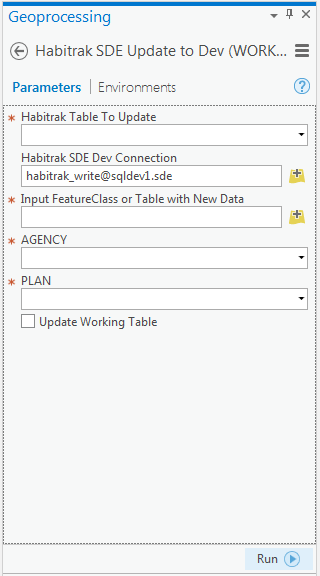 Geoprocessing
Habitrak SDE Update to Dev (WORK...
Parameters | Environments
* Habitrak Table To Update
Habitrak SDE Dev Connection
habitrak_write@sqldev1.sde
* Input FeatureClass or Table with New Data
* AGENCY
* PLAN
Update Working Table
Run